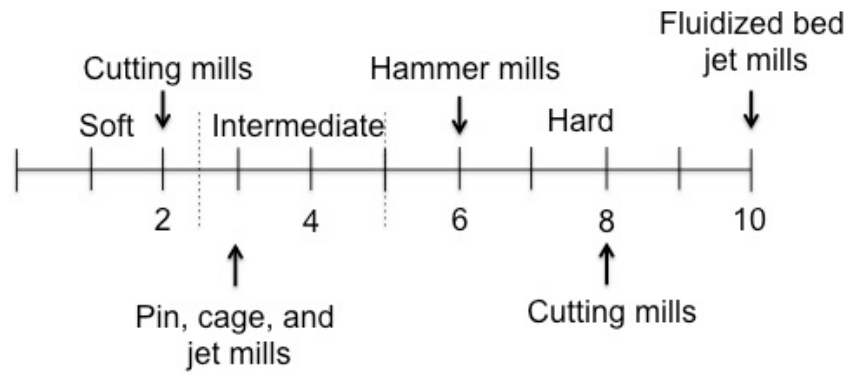 Fluidized bed
jet mills
Cutting mills
Hammer mills
Soft
Intermediate
Hard
2
4
6
8
10
Pin, cage, and
jet mills
Cutting mills